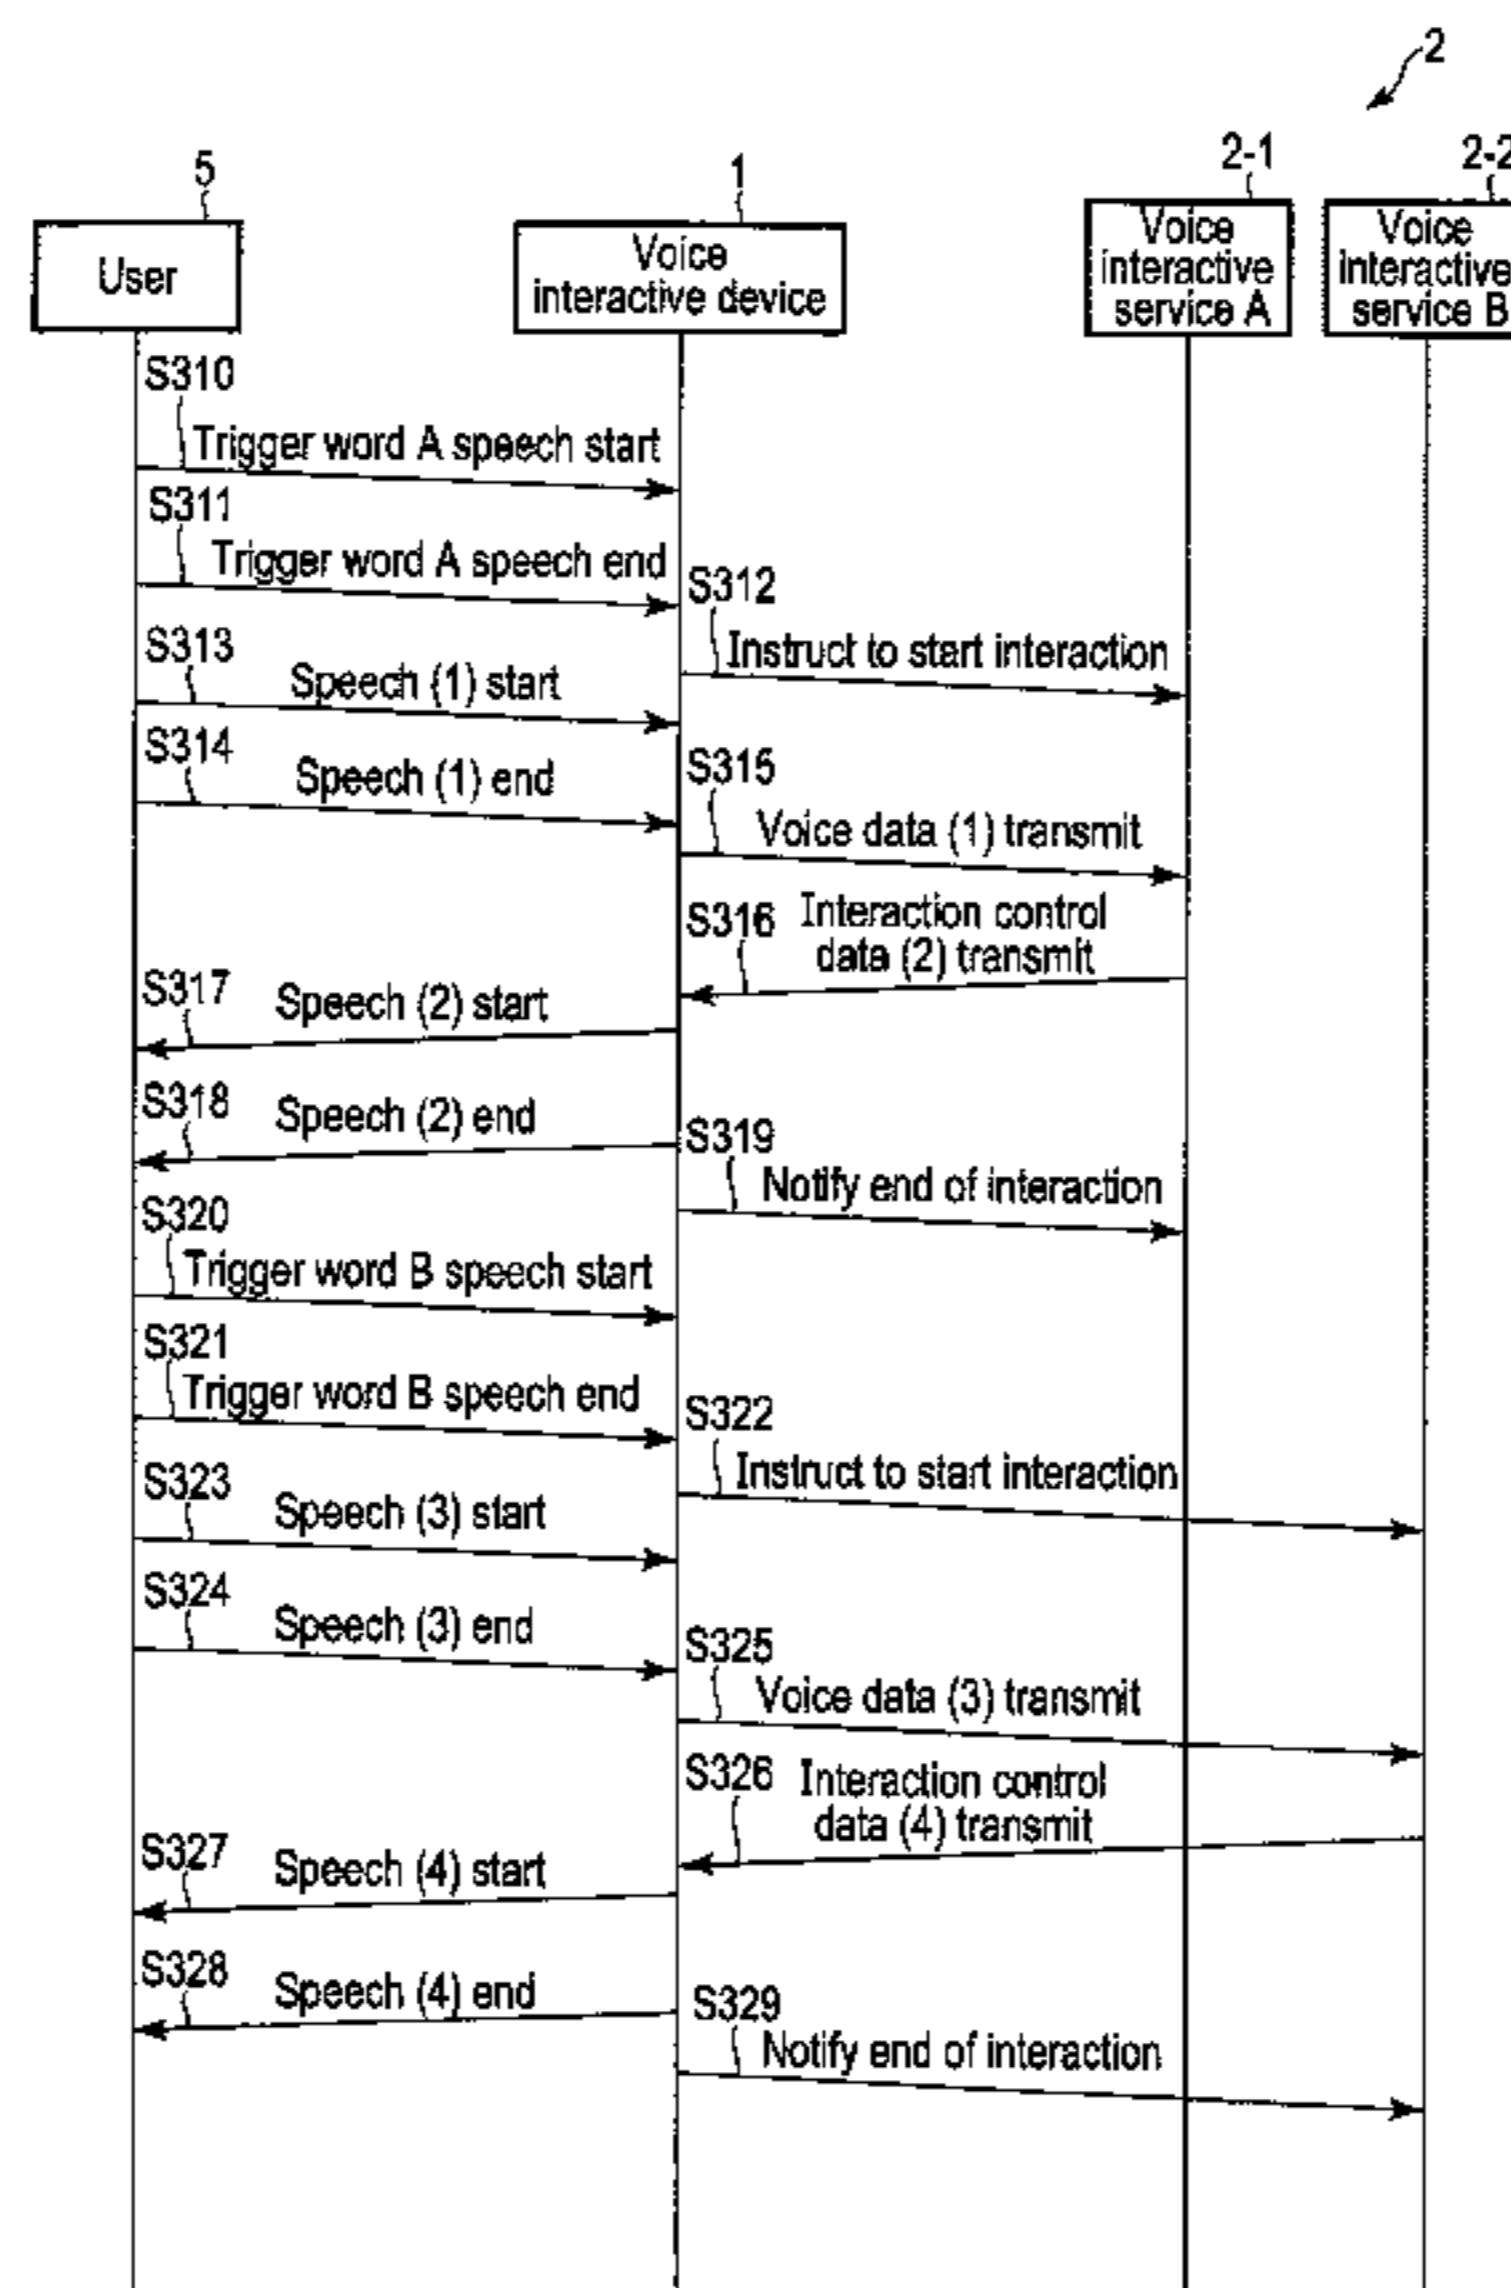 2
5
1
2-1
2-2
User
Voice
interactive device
Voice
interactive
service A
Voice
interactive
service B
S310
Trigger word A speech start
S311
Trigger word A speech end
S312
Instruct to start interaction
S313
Speech (1) start
S314
Speech (1) end
S315
Voice data (1) transmit
S316
Interaction control
data (2) transmit
S317
Speech (2) start
S318
Speech (2) end
S319
Notify end of interaction
S320
Trigger word B speech start
S321
Trigger word B speech end
S322
Instruct to start interaction
S323
Speech (3) start
S324
Speech (3) end
S325
Voice data (3) transmit
S326
Interaction control
data (4) transmit
S327
Speech (4) start
S328
Speech (4) end
S329
Notify end of interaction